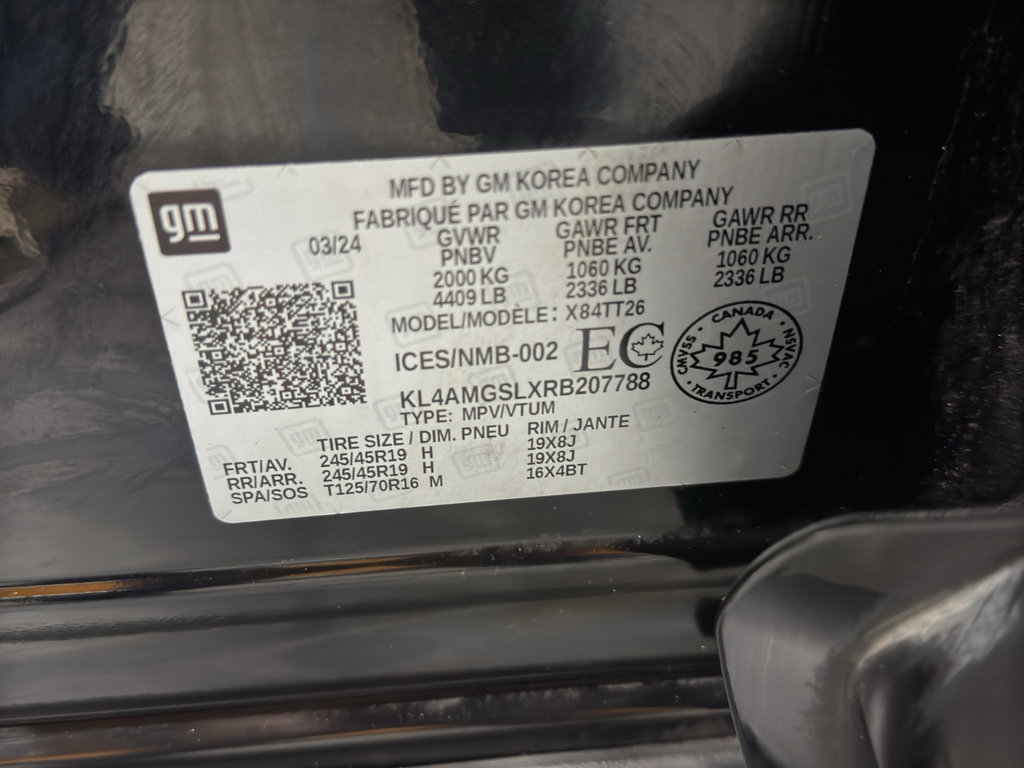 gm
MFD BY GM KOREA COMPANY
FABRIQUÉ PAR GM KOREA COMPANY
03/24
GVWR
PNBV
2000 KG
4409 LB
GAWR FRT
PNBE AV.
1060 KG
2336 LB
GAWR RR
PNBE ARR.
1060 KG
2336 LB
MODEL/MODÈLE: X84TT26
ICES/NMB-002 EC
CANADA
CMVSS 985 NSVAC
TRANSPORT
KL4AMGSLXRB207788
TYPE: MPV/VTUM
TIRE SIZE / DIM. PNEU RIM / JANTE
FRT/AV. 245/45R19 H 19X8J
RR/ARR. 245/45R19 H 19X8J
SPA/SOS T125/70R16 M 16X4BT